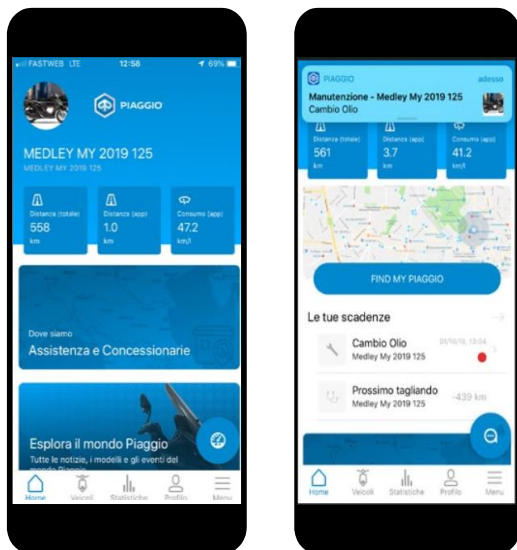 FASTWEB LTE 12:58 69%
PIAGGIO
MEDLEY MY 2019 125
MEDLEY MY 2019 125
Distanza (totale)
558
km
Distanza (app)
1.0
km
Consumo (app)
47.2
km/l
Dove siamo
Assistenza e Concessionarie
Esplora il mondo Piaggio
Tutte le notizie, i modelli e gli eventi del
mondo Piaggio
Home Veicoli Statistiche Profilo Menu
PIAGGIO adesso
Manutenzione - Medley My 2019 125
Cambio Olio
Distanza (totale)
561
km
Distanza (app)
3.7
km
Consumo (app)
41.2
km/l
FIND MY PIAGGIO
Le tue scadenze
Cambio Olio
Medley My 2019 125
Prossimo tagliando
Medley My 2019 125
-439 km
Home Veicoli Statistiche Profilo Menu